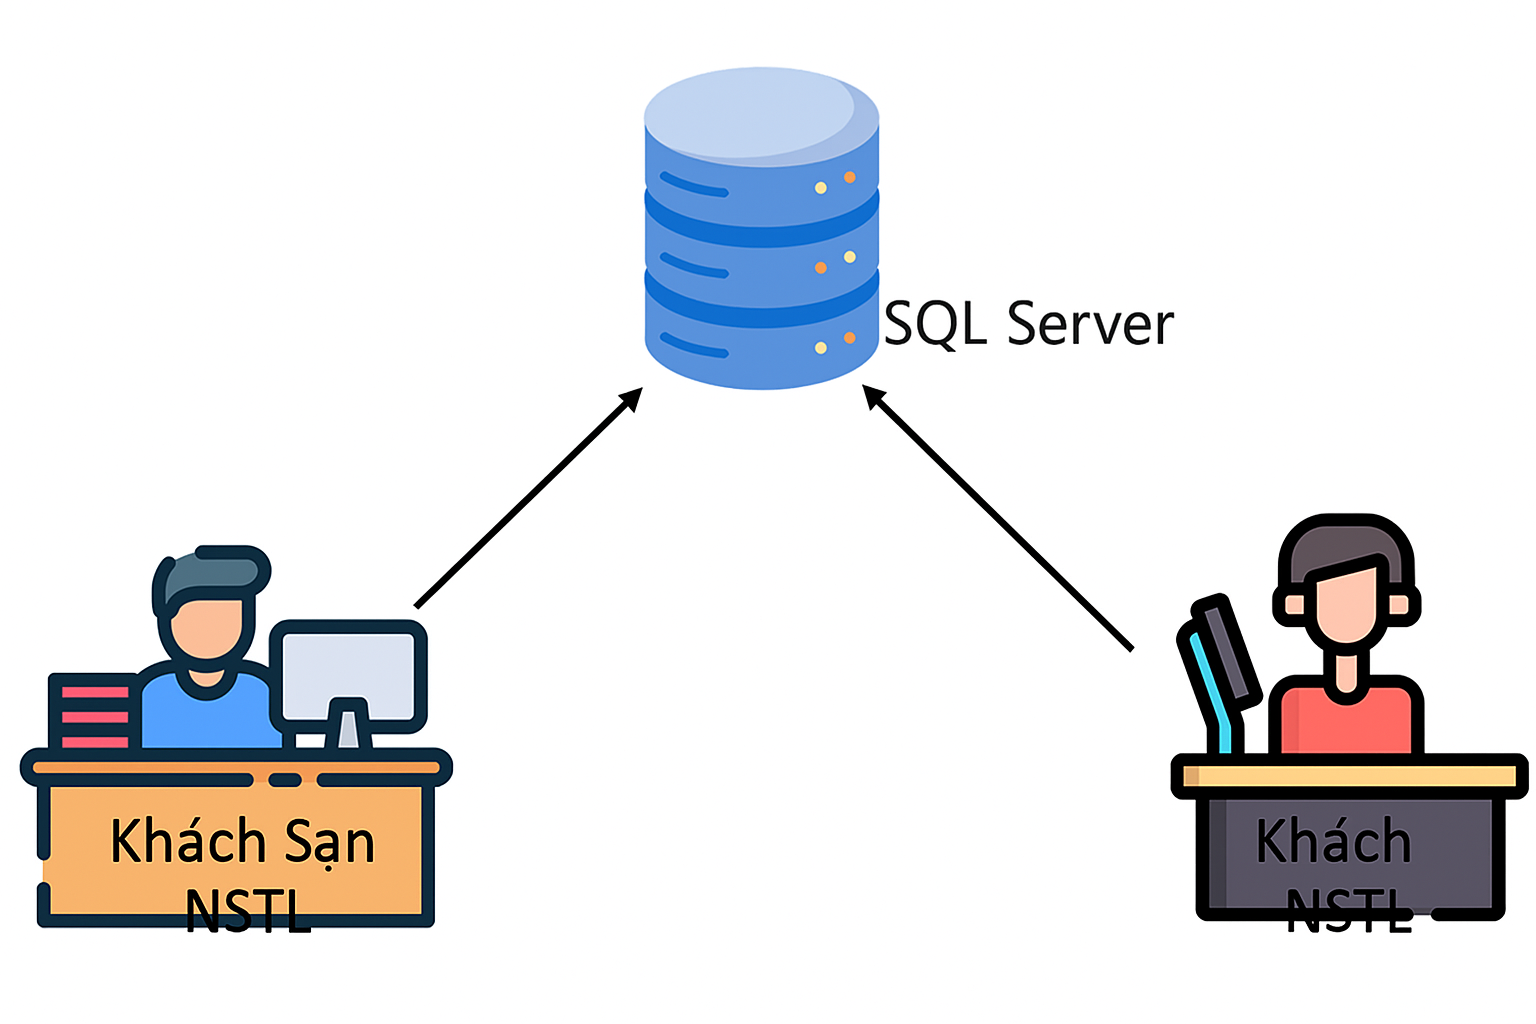 SQL Server
Khách Sạn
NSTL
Khách
NSTL